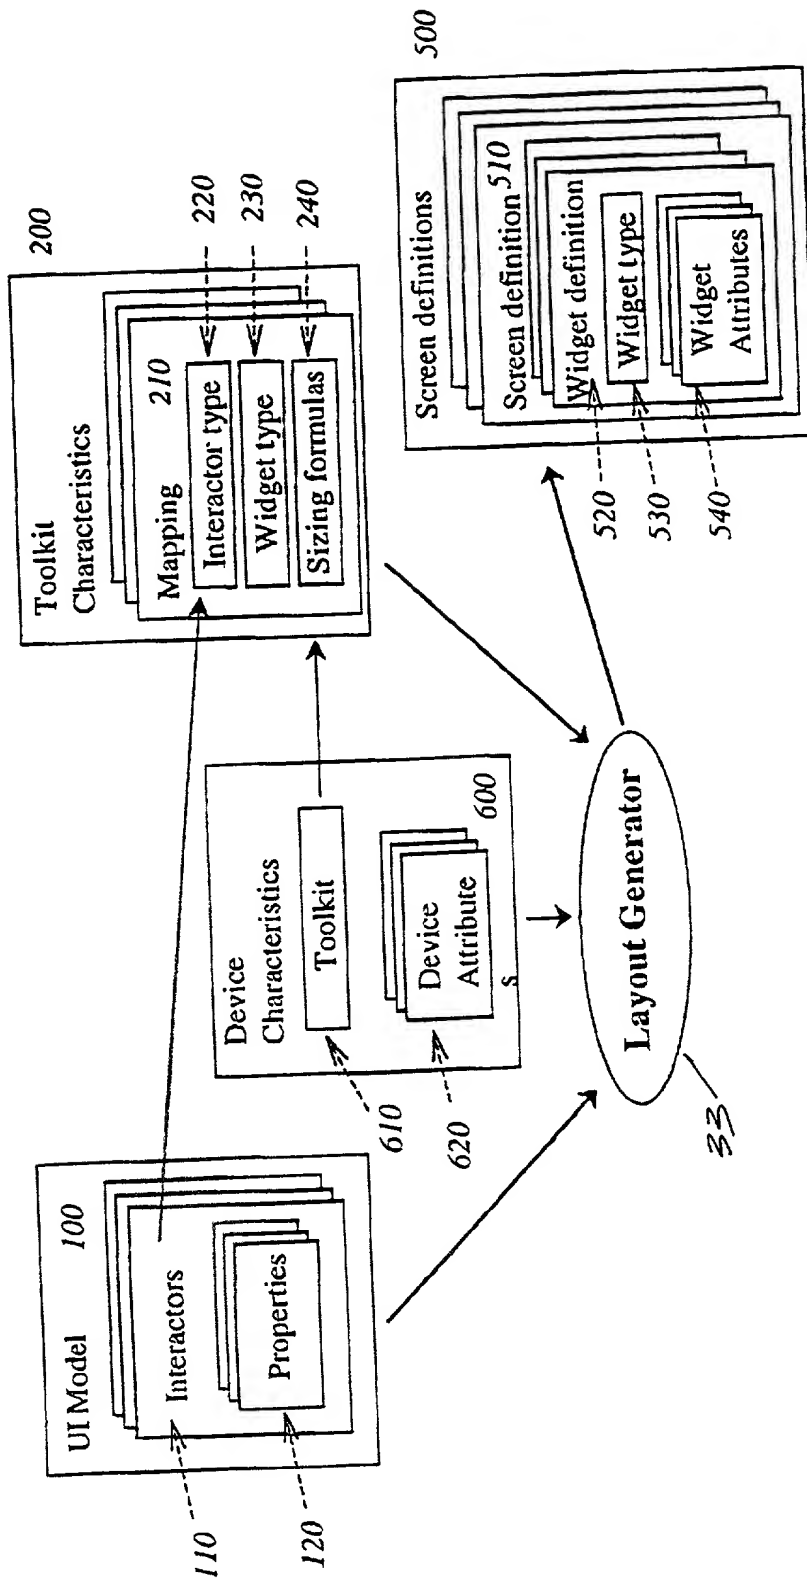 UI Model
100
Interactors
Properties
110
120
Device
Characteristics
Toolkit
Device
Attribute
s
600
610
620
Toolkit
Characteristics
200
Mapping
210
Interactor type
Widget type
Sizing formulas
220
230
240
Layout Generator
33
Screen definitions
500
Screen definition
510
Widget definition
Widget type
Widget
Attributes
520
530
540